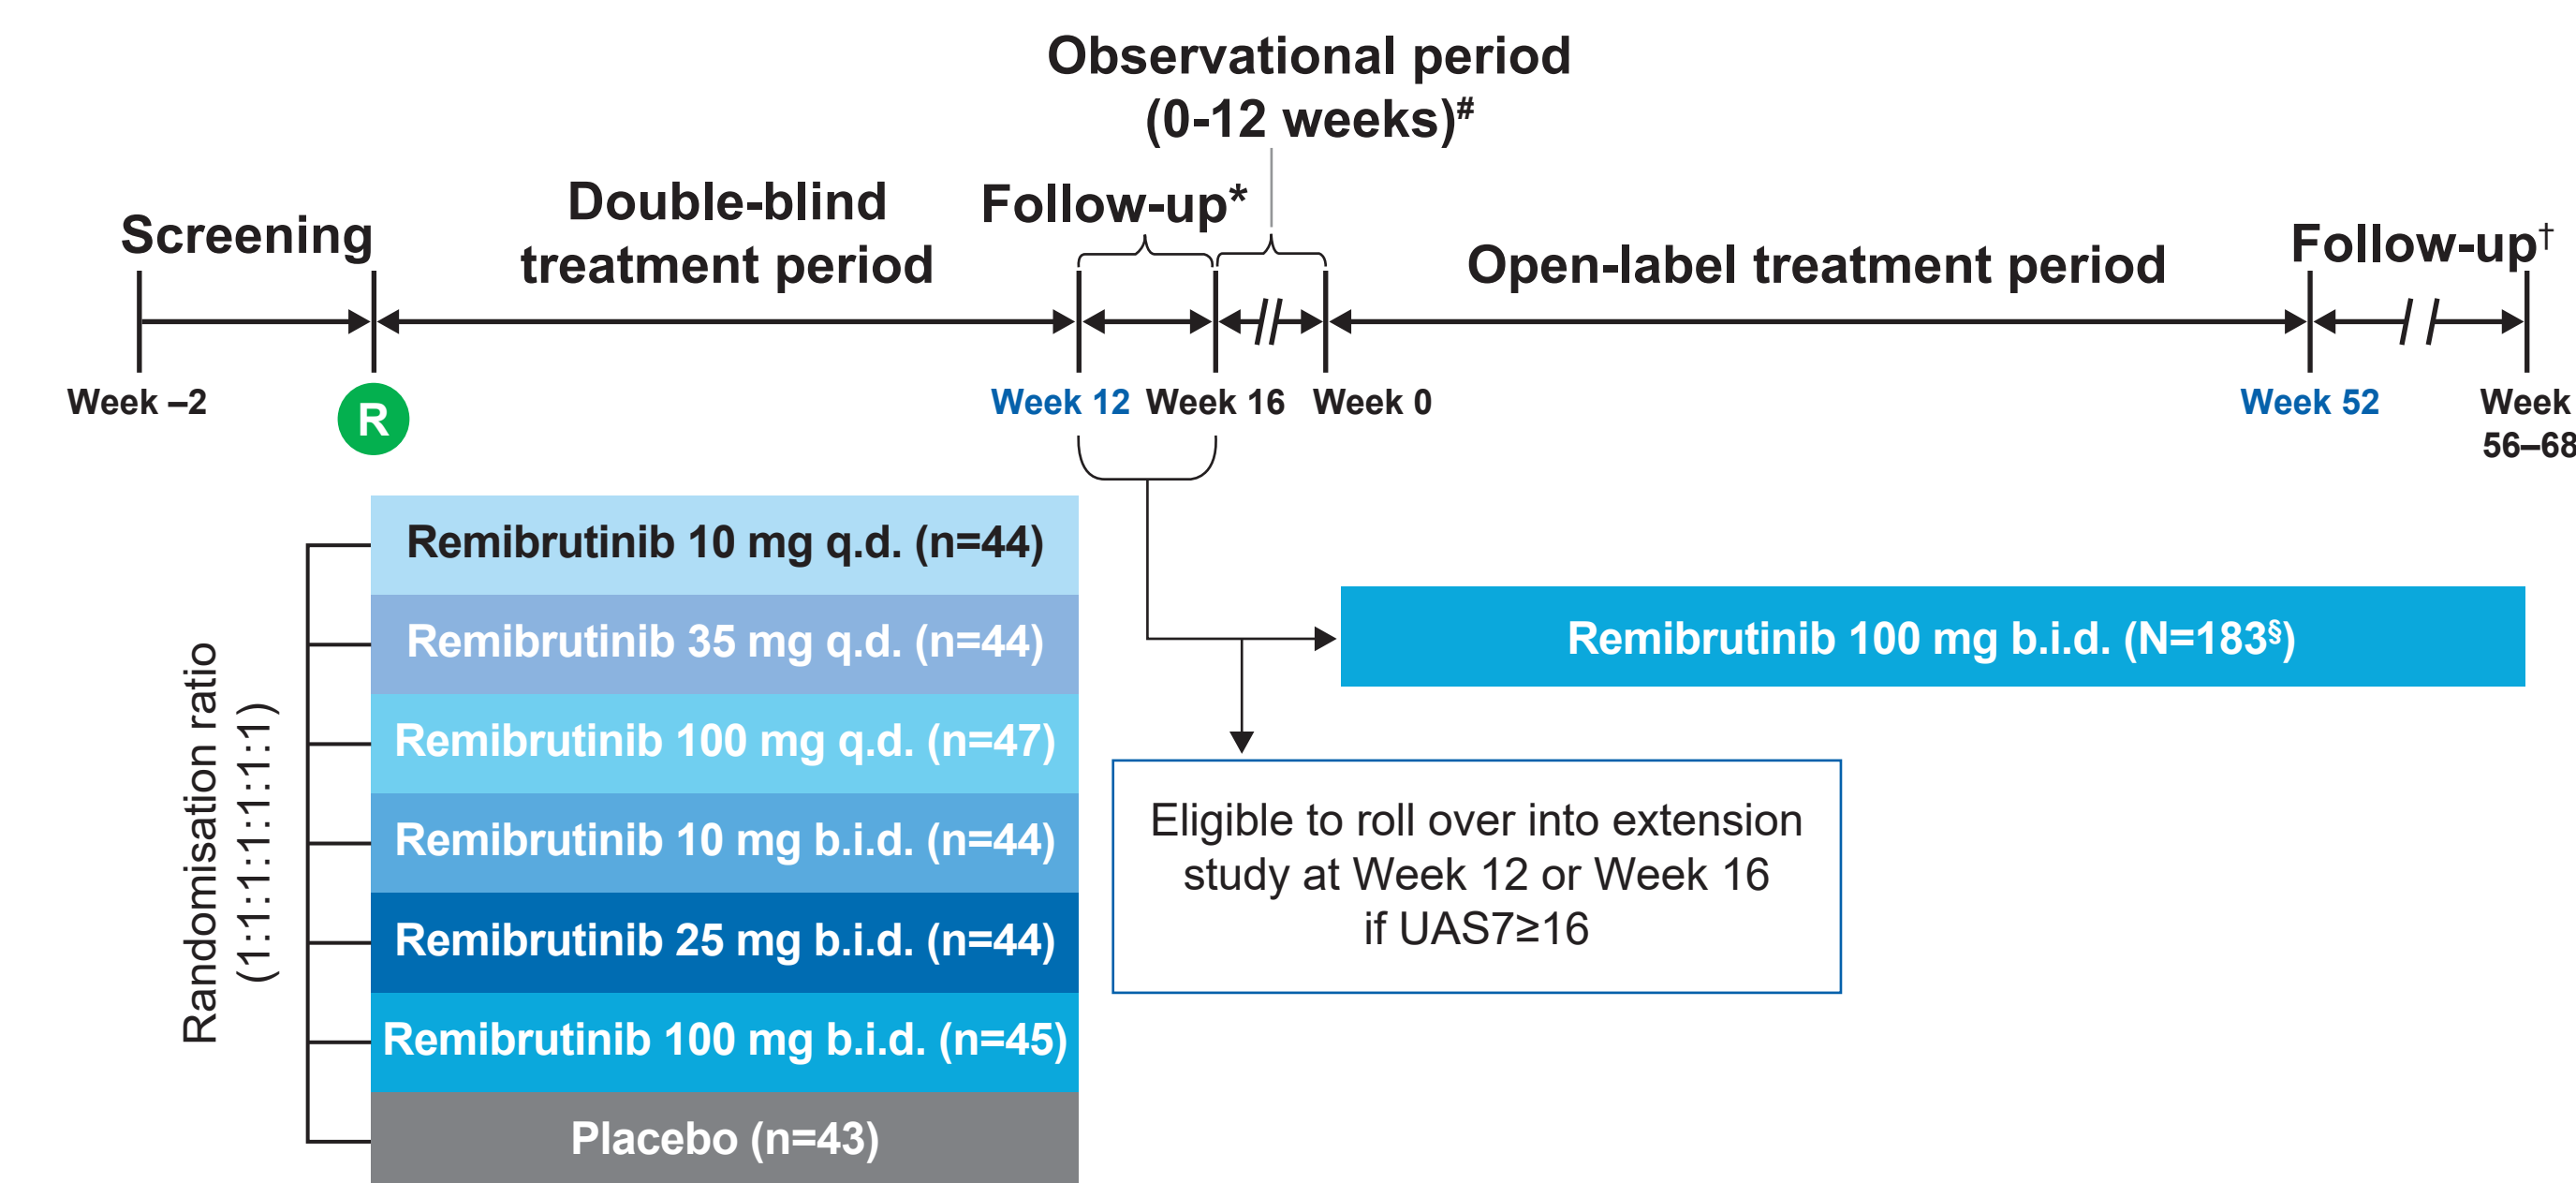 Observational period
(0-12 weeks)#
Screening
Double-blind
treatment period
Follow-up*
Open-label treatment period
Follow-up†
Week –2
R
Week 12
Week 16
Week 0
Week 52
Week
56–68
Randomisation ratio
(1:1:1:1:1:1:1)
Remibrutinib 10 mg q.d. (n=44)
Remibrutinib 35 mg q.d. (n=44)
Remibrutinib 100 mg q.d. (n=47)
Remibrutinib 10 mg b.i.d. (n=44)
Remibrutinib 25 mg b.i.d. (n=44)
Remibrutinib 100 mg b.i.d. (n=45)
Placebo (n=43)
Remibrutinib 100 mg b.i.d. (N=183§)
Eligible to roll over into extension
study at Week 12 or Week 16
if UAS7≥16